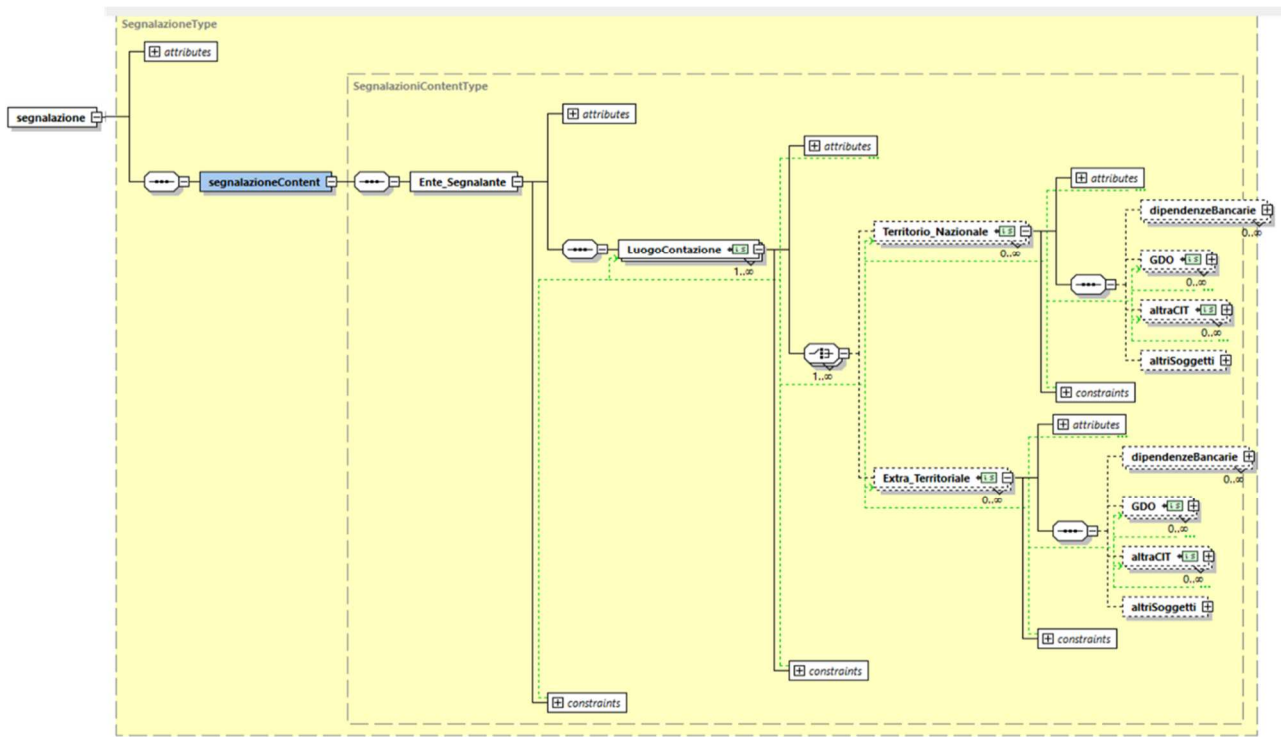 SegnalazioneType
attributes
SegnalazioniContentType
segnalazione
attributes
attributes
attributes
segnalazioneContent
Ente_Segnalante
dipendenzeBancarie
0..∞
Territorio_Nazionale
0..∞
LuogoContazione
1..∞
GDO
0..∞
altraCIT
0..∞
1..∞
altriSoggetti
constraints
attributes
dipendenzeBancarie
0..∞
Extra_Territoriale
0..∞
GDO
0..∞
altraCIT
0..∞
altriSoggetti
constraints
constraints
constraints